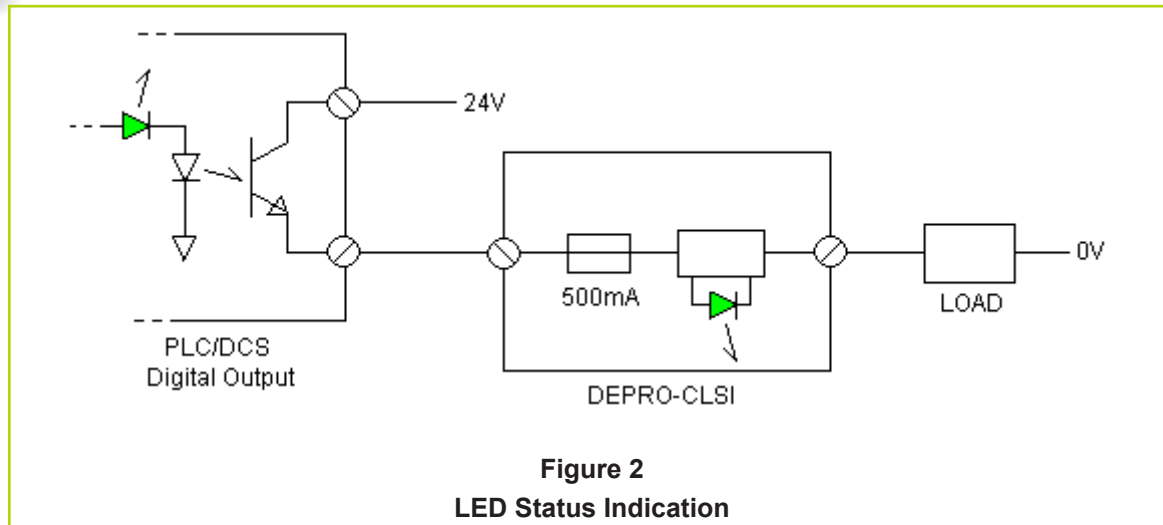 24V
0V
500mA
LOAD
PLC/DCS
Digital Output
DEPRO-CLSI
Figure 2
LED Status Indication